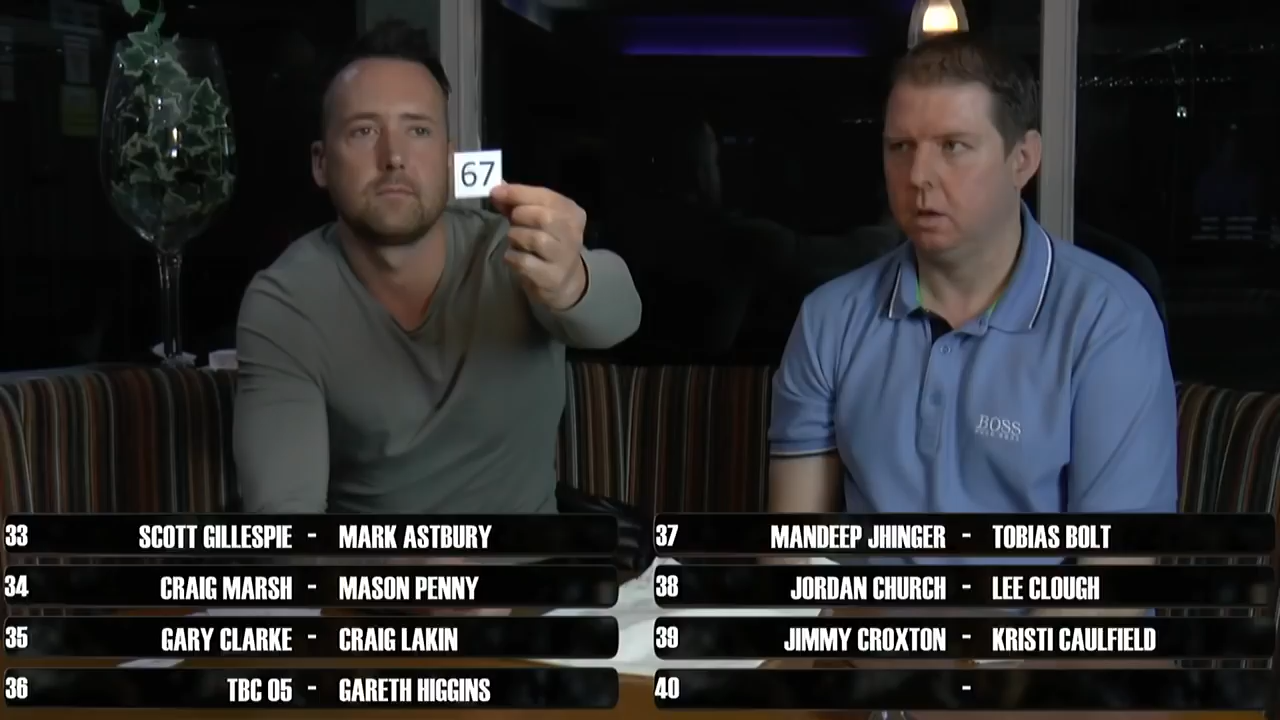 67
BOSS
33 SCOTT GILLESPIE - MARK ASTBURY
34 CRAIG MARSH - MASON PENNY
35 GARY CLARKE - CRAIG LAKIN
36 TBC 05 - GARETH HIGGINS
37 MANDEEP JHINGER - TOBIAS BOLT
38 JORDAN CHURCH - LEE CLOUGH
39 JIMMY CROXTON - KRISTI CAULFIELD
40 -